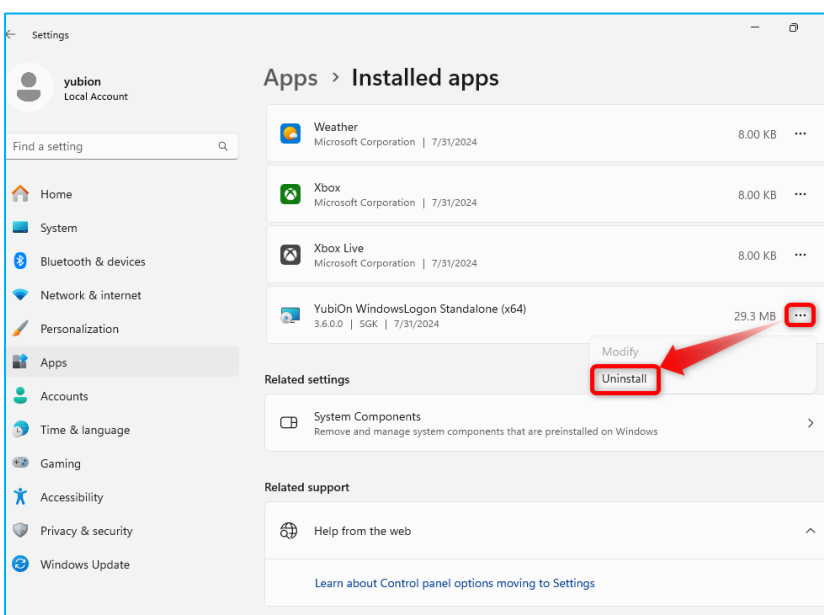 Settings
yubion
Local Account
Find a setting
Home
System
Bluetooth & devices
Network & internet
Personalization
Apps
Accounts
Time & language
Gaming
Accessibility
Privacy & security
Windows Update
Apps > Installed apps
Weather
Microsoft Corporation | 7/31/2024
8.00 KB
Xbox
Microsoft Corporation | 7/31/2024
8.00 KB
Xbox Live
Microsoft Corporation | 7/31/2024
8.00 KB
YubiOn WindowsLogon Standalone (x64)
3.6.0.0 | SGK | 7/31/2024
29.3 MB
Modify
Uninstall
Related settings
System Components
Remove and manage system components that are preinstalled on Windows
Related support
Help from the web
Learn about Control panel options moving to Settings